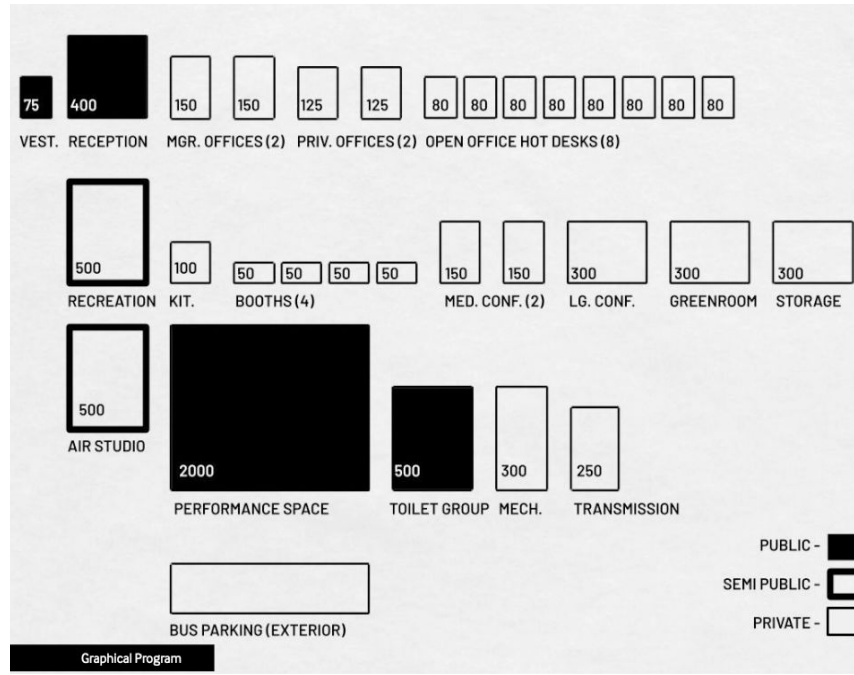 75 400 150 150 125 125 80 80 80 80 80 80 80 80
VEST. RECEPTION MGR. OFFICES (2) PRIV. OFFICES (2) OPEN OFFICE HOT DESKS (8)
500 100 50 50 50 50 150 150 300 300 300
RECREATION KIT. BOOTHS (4) MED. CONF. (2) LG. CONF. GREENROOM STORAGE
500
AIR STUDIO
2000 500 300 250
PERFORMANCE SPACE TOILET GROUP MECH. TRANSMISSION
PUBLIC -
SEMI PUBLIC -
PRIVATE -
BUS PARKING (EXTERIOR)
Graphical Program